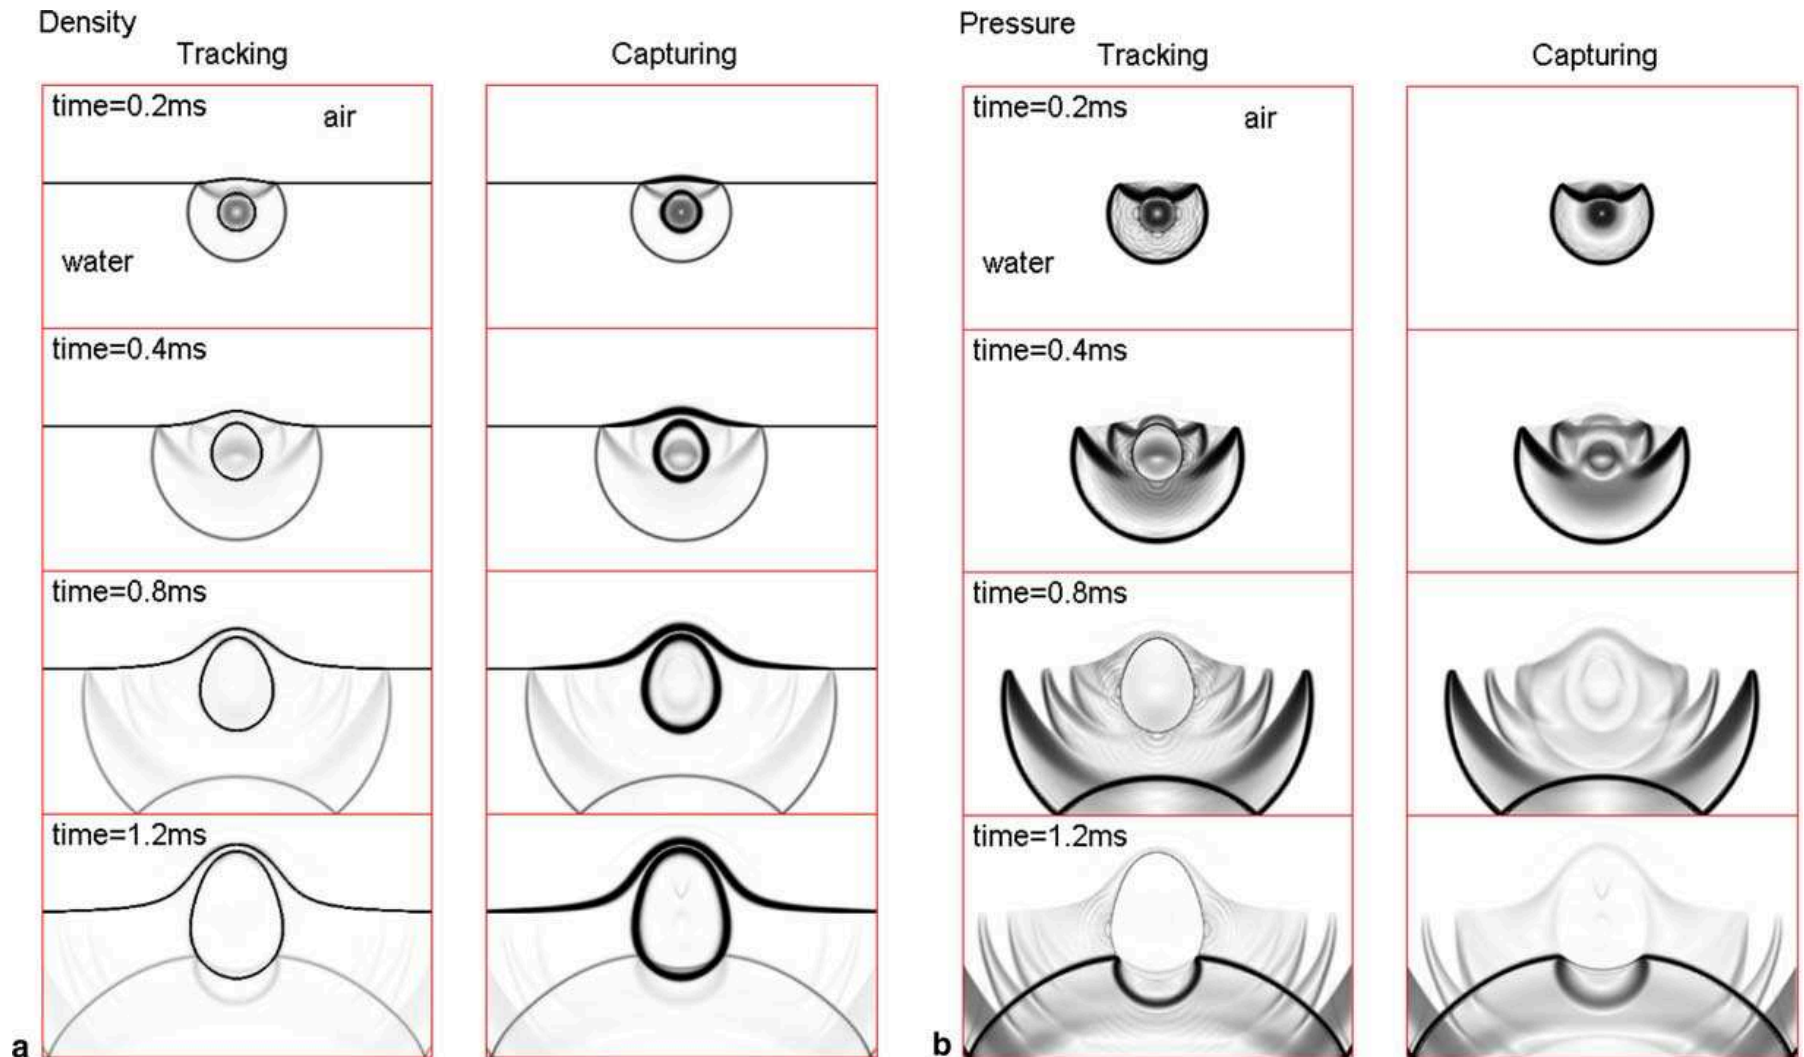 Density
Tracking
Capturing
time=0.2ms
air
water
time=0.4ms
time=0.8ms
time=1.2ms
a
Pressure
Tracking
Capturing
time=0.2ms
air
water
time=0.4ms
time=0.8ms
time=1.2ms
b